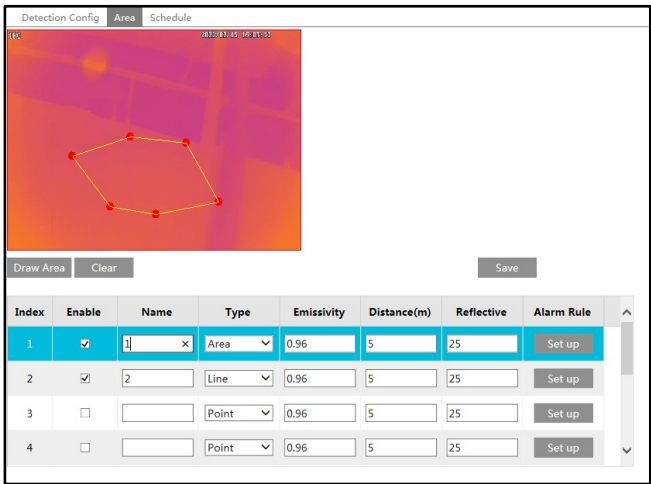 Detection Config Area Schedule
Draw Area Clear Save
Index Enable Name Type Emissivity Distance(m) Reflective Alarm Rule
1 1 × Area 0.96 5 25 Set up
2 2 Line 0.96 5 25 Set up
3 Point 0.96 5 25 Set up
4 Point 0.96 5 25 Set up